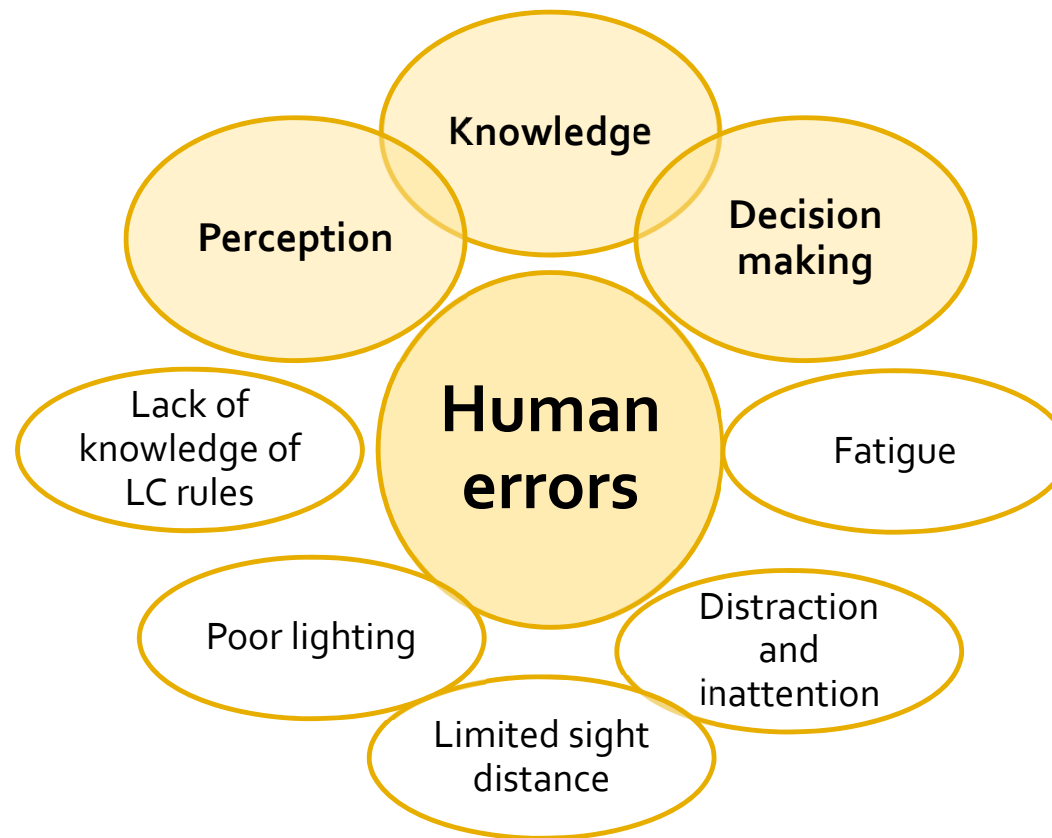 Knowledge
Perception
Decision
making
Human
errors
Lack of
knowledge of
LC rules
Fatigue
Poor lighting
Distraction
and
inattention
Limited sight
distance